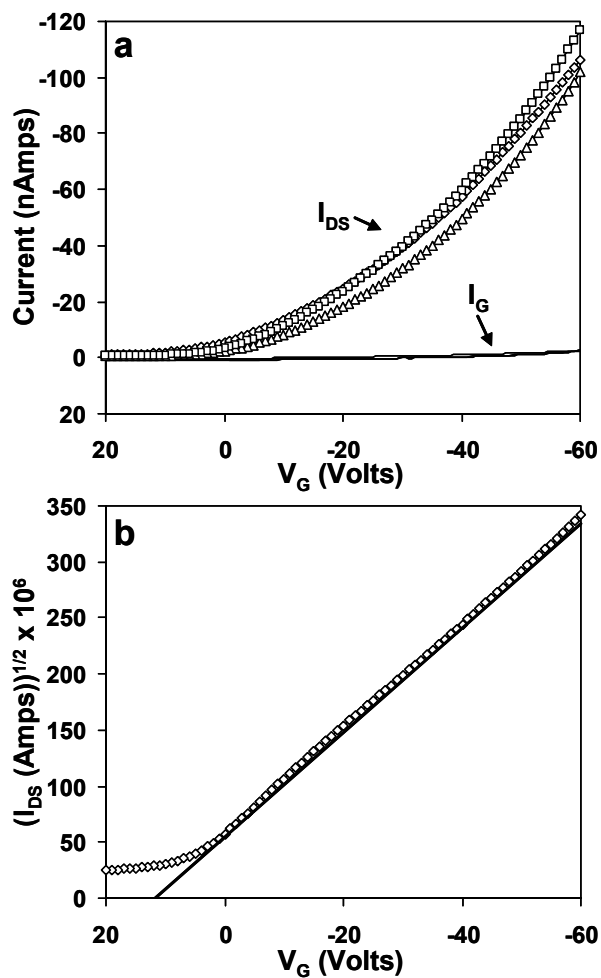 a
Current (nAmps)
-120
-100
-80
-60
-40
-20
0
20
I_DS
I_G
20 0 -20 -40 -60
V_G (Volts)
b
(I_DS (Amps))^1/2 x 10^6
350
300
250
200
150
100
50
0
20 0 -20 -40 -60
V_G (Volts)